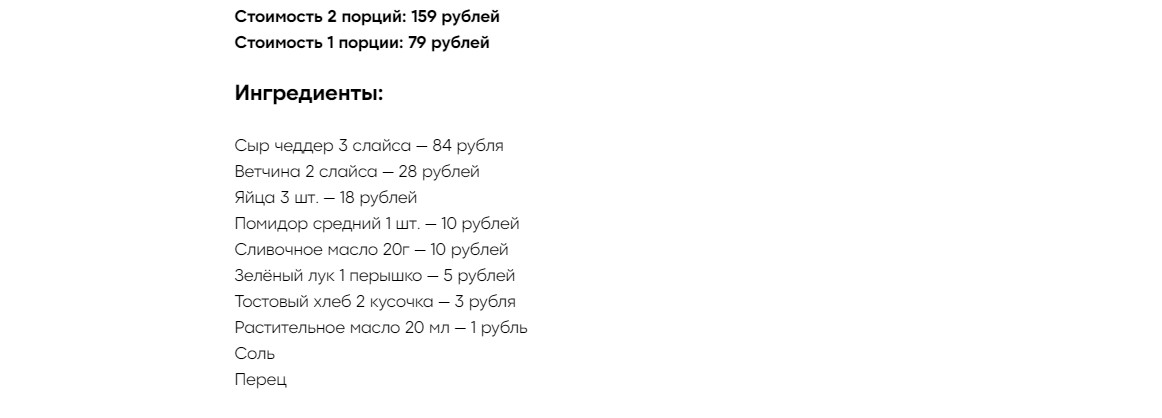 Стоимость 2 порций: 159 рублей
Стоимость 1 порции: 79 рублей
Ингредиенты:
Сыр чеддер 3 слайса — 84 рубля
Ветчина 2 слайса — 28 рублей
Яйца 3 шт. — 18 рублей
Помидор средний 1 шт. — 10 рублей
Сливочное масло 20г — 10 рублей
Зелёный лук 1 перышко — 5 рублей
Тостовый хлеб 2 кусочка — 3 рубля
Растительное масло 20 мл — 1 рубль
Соль
Перец